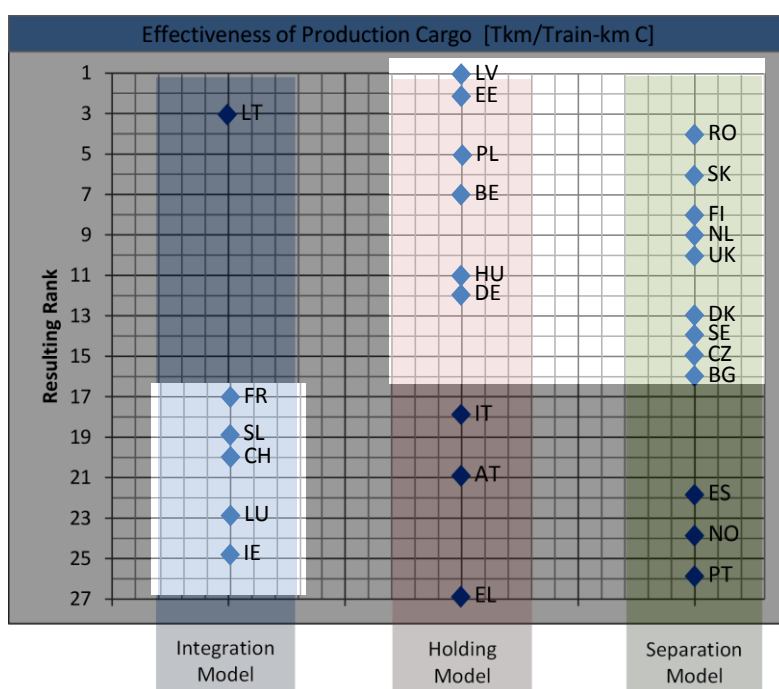 Effectiveness of Production Cargo [Tkm/Train-km C]
Resulting Rank
1
3
5
7
9
11
13
15
17
19
21
23
25
27
LT
FR
SL
CH
LU
IE
LV
EE
PL
BE
HU
DE
IT
AT
EL
RO
SK
FI
NL
UK
DK
SE
CZ
BG
ES
NO
PT
Integration
Model
Holding
Model
Separation
Model